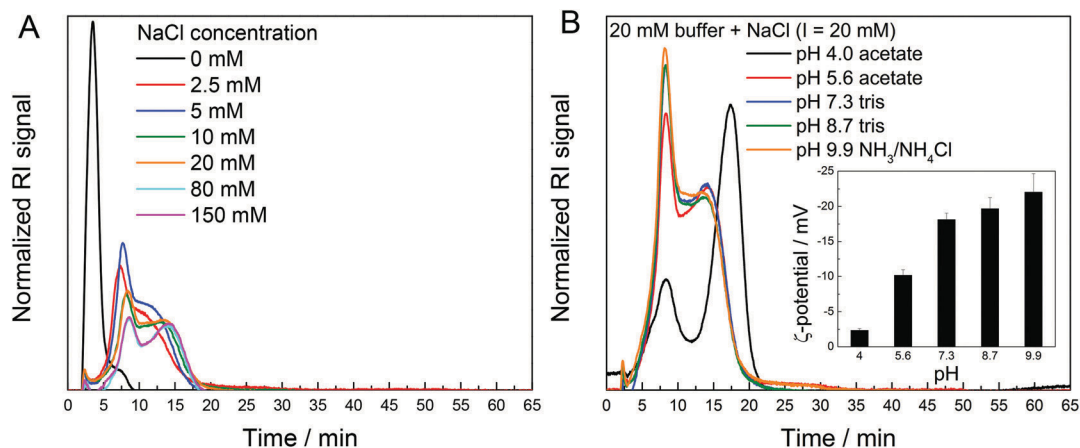 A
NaCl concentration
0 mM
2.5 mM
5 mM
10 mM
20 mM
80 mM
150 mM
Normalized RI signal
0 5 10 15 20 25 30 35 40 45 50 55 60 65
Time / min
B
20 mM buffer + NaCl (I = 20 mM)
pH 4.0 acetate
pH 5.6 acetate
pH 7.3 tris
pH 8.7 tris
pH 9.9 NH₃/NH₄Cl
Normalized RI signal
-25
-20
-15
-10
-5
0
ζ-potential / mV
4 5.6 7.3 8.7 9.9
pH
0 5 10 15 20 25 30 35 40 45 50 55 60 65
Time / min